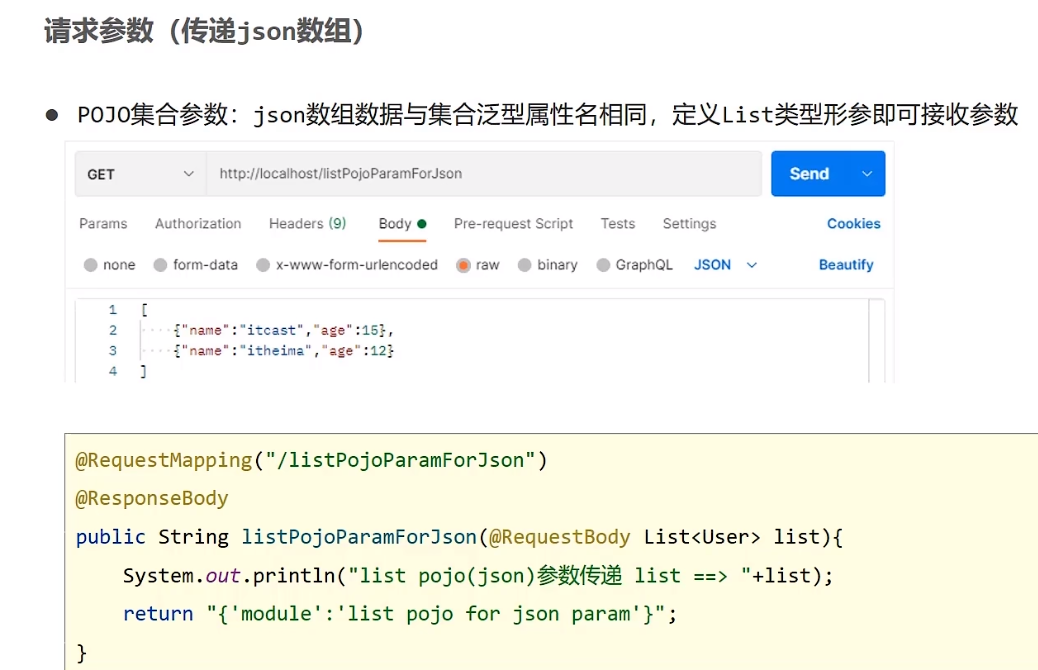 请求参数（传递json数组）
● POJO集合参数：json数组数据与集合泛型属性名相同，定义List类型形参即可接收参数
GET http://localhost/listPojoParamForJson Send
Params Authorization Headers (9) Body Pre-request Script Tests Settings Cookies
none form-data x-www-form-urlencoded raw binary GraphQL JSON Beautify
1 [
2 ····{"name":"itcast","age":15},
3 ····{"name":"itheima","age":12}
4 ]
@RequestMapping("/listPojoParamForJson")
@ResponseBody
public String listPojoParamForJson(@RequestBody List<User> list){
    System.out.println("list pojo(json)参数传递 list ==> "+list);
    return "{'module':'list pojo for json param'}";
}